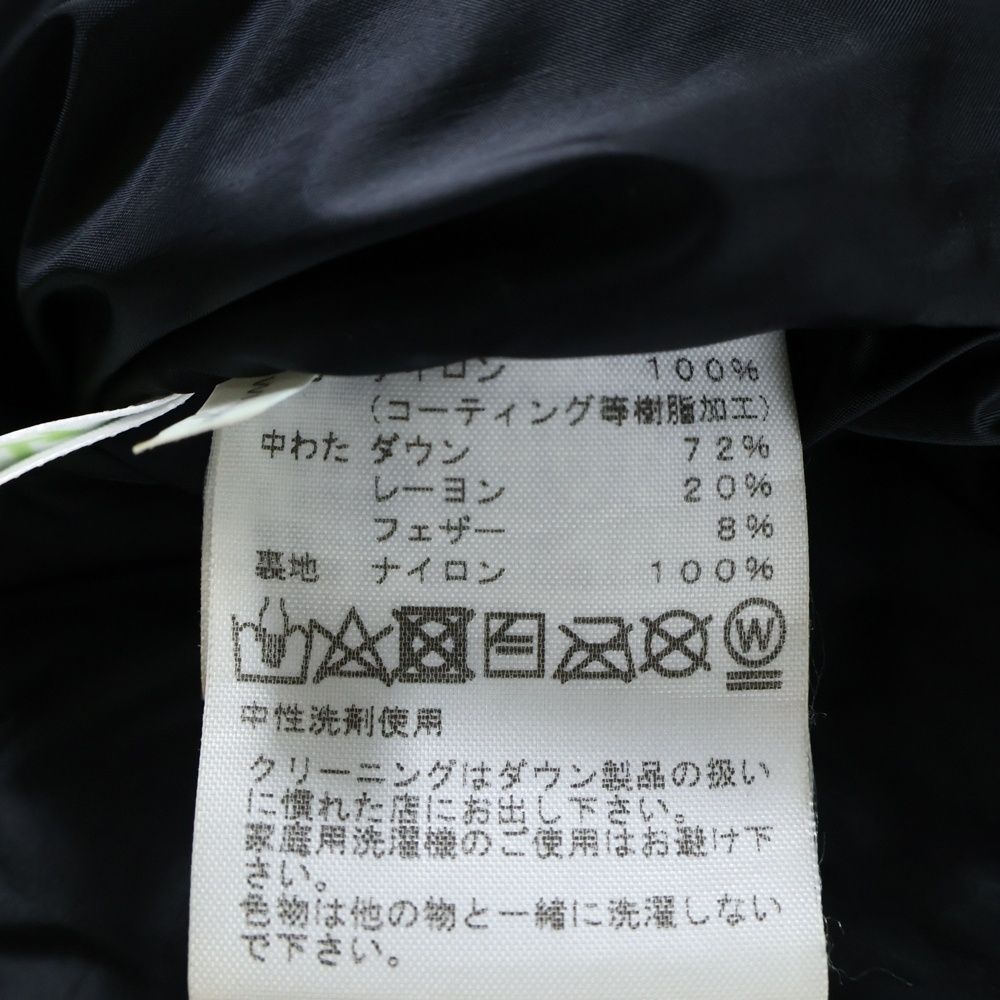 ナイロン 100%
(コーティング等樹脂加工)
中わた ダウン 72%
レーヨン 20%
フェザー 8%
裏地 ナイロン 100%
W
中性洗剤使用
クリーニングはダウン製品の扱い
に慣れた店にお出し下さい。
家庭用洗濯機のご使用はお避け下
さい。
色物は他の物と一緒に洗濯しない
で下さい。